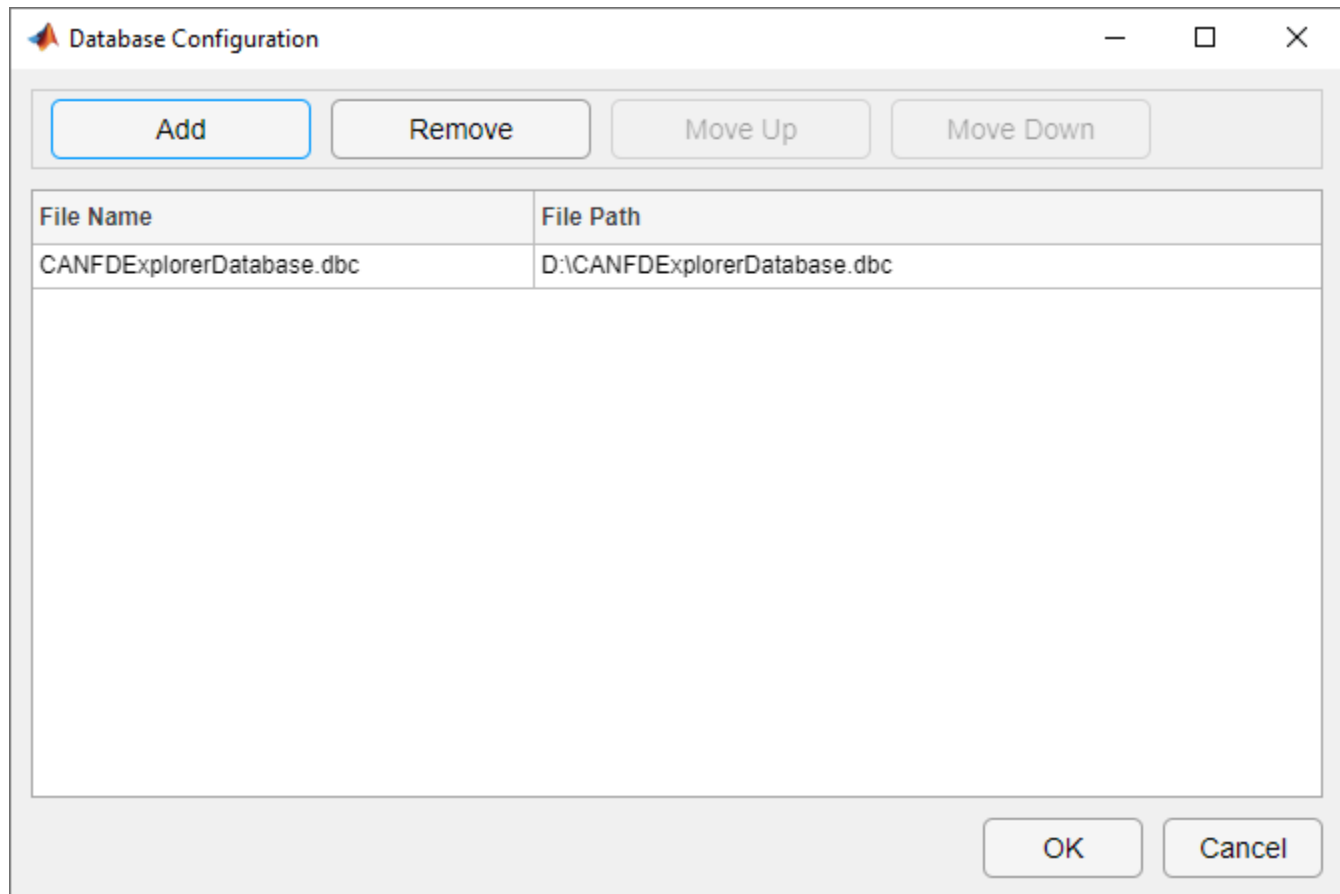 Database Configuration
Add Remove Move Up Move Down
File Name File Path
CANFDExplorerDatabase.dbc D:\CANFDExplorerDatabase.dbc
OK Cancel